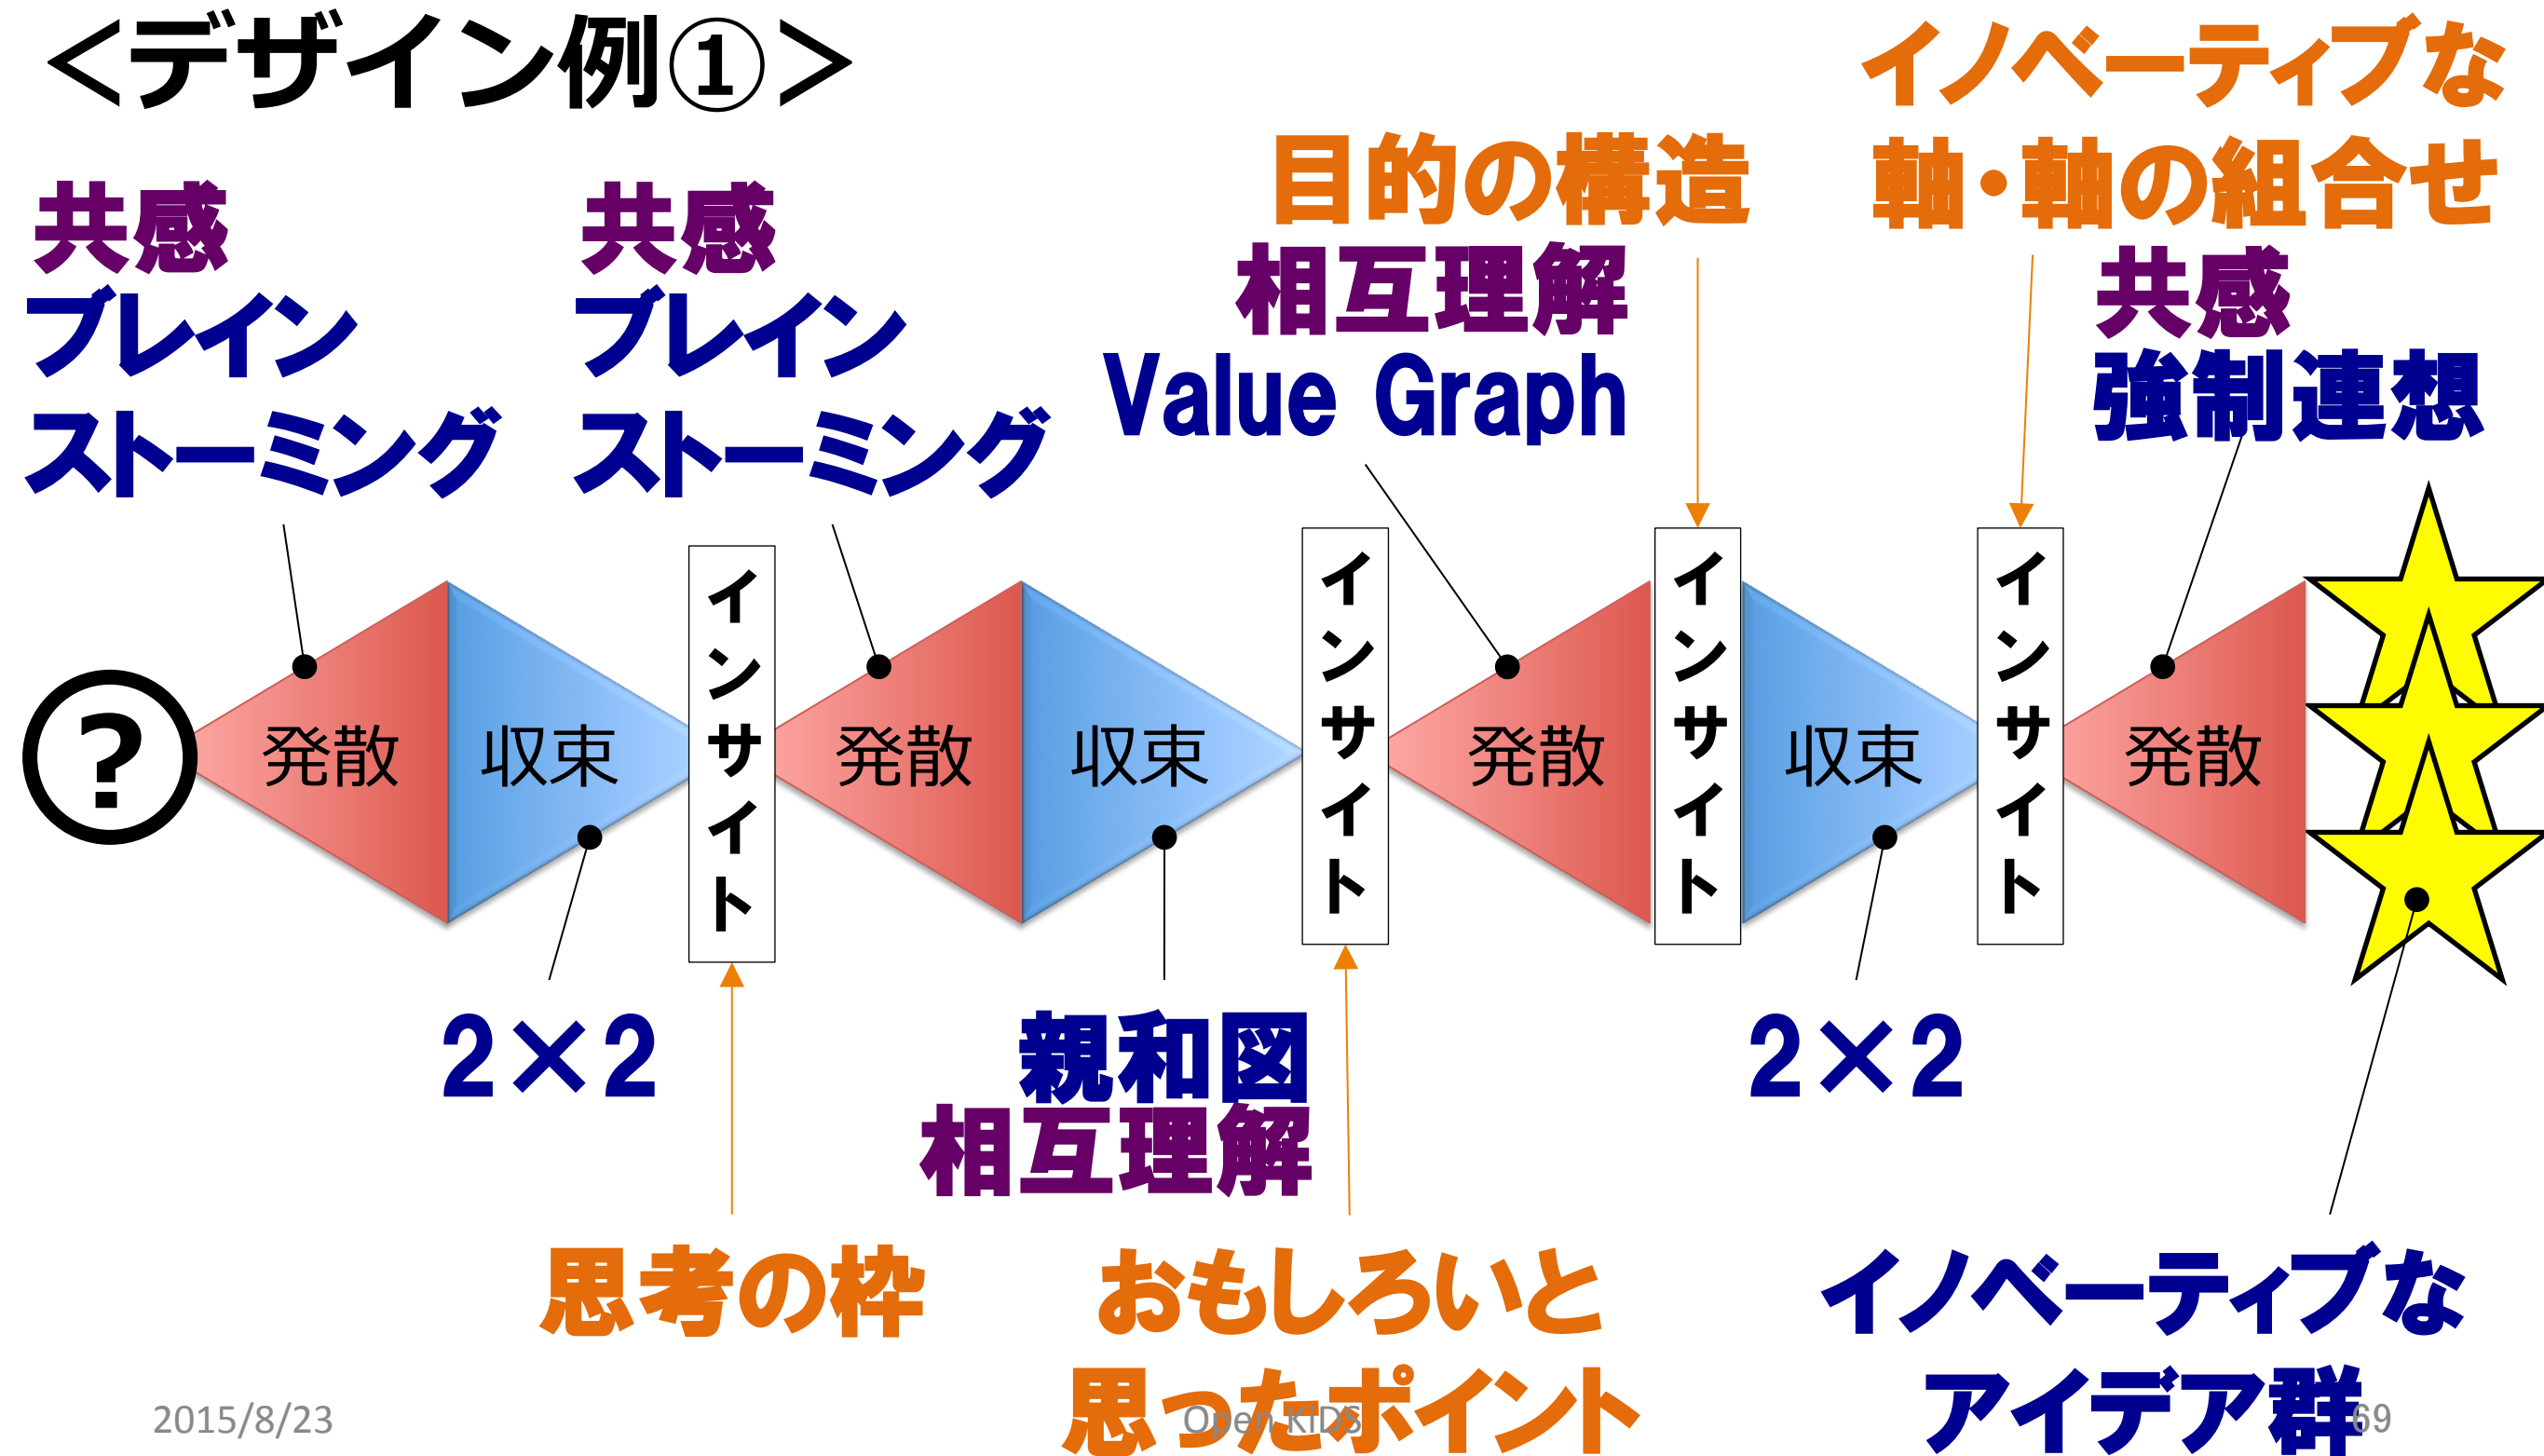 ＜デザイン例①＞
共感
ブレイン
ストーミング
共感
ブレイン
ストーミング
目的の構造
相互理解
Value Graph
イノベーティブな
軸・軸の組合せ
共感
強制連想
?
発散
収束
インサイト
発散
収束
インサイト
発散
インサイト
収束
インサイト
発散
2×2
親和図
相互理解
2×2
思考の枠
おもしろいと
思ったポイント
イノベーティブな
アイデア群
2015/8/23
Open KiDS
69